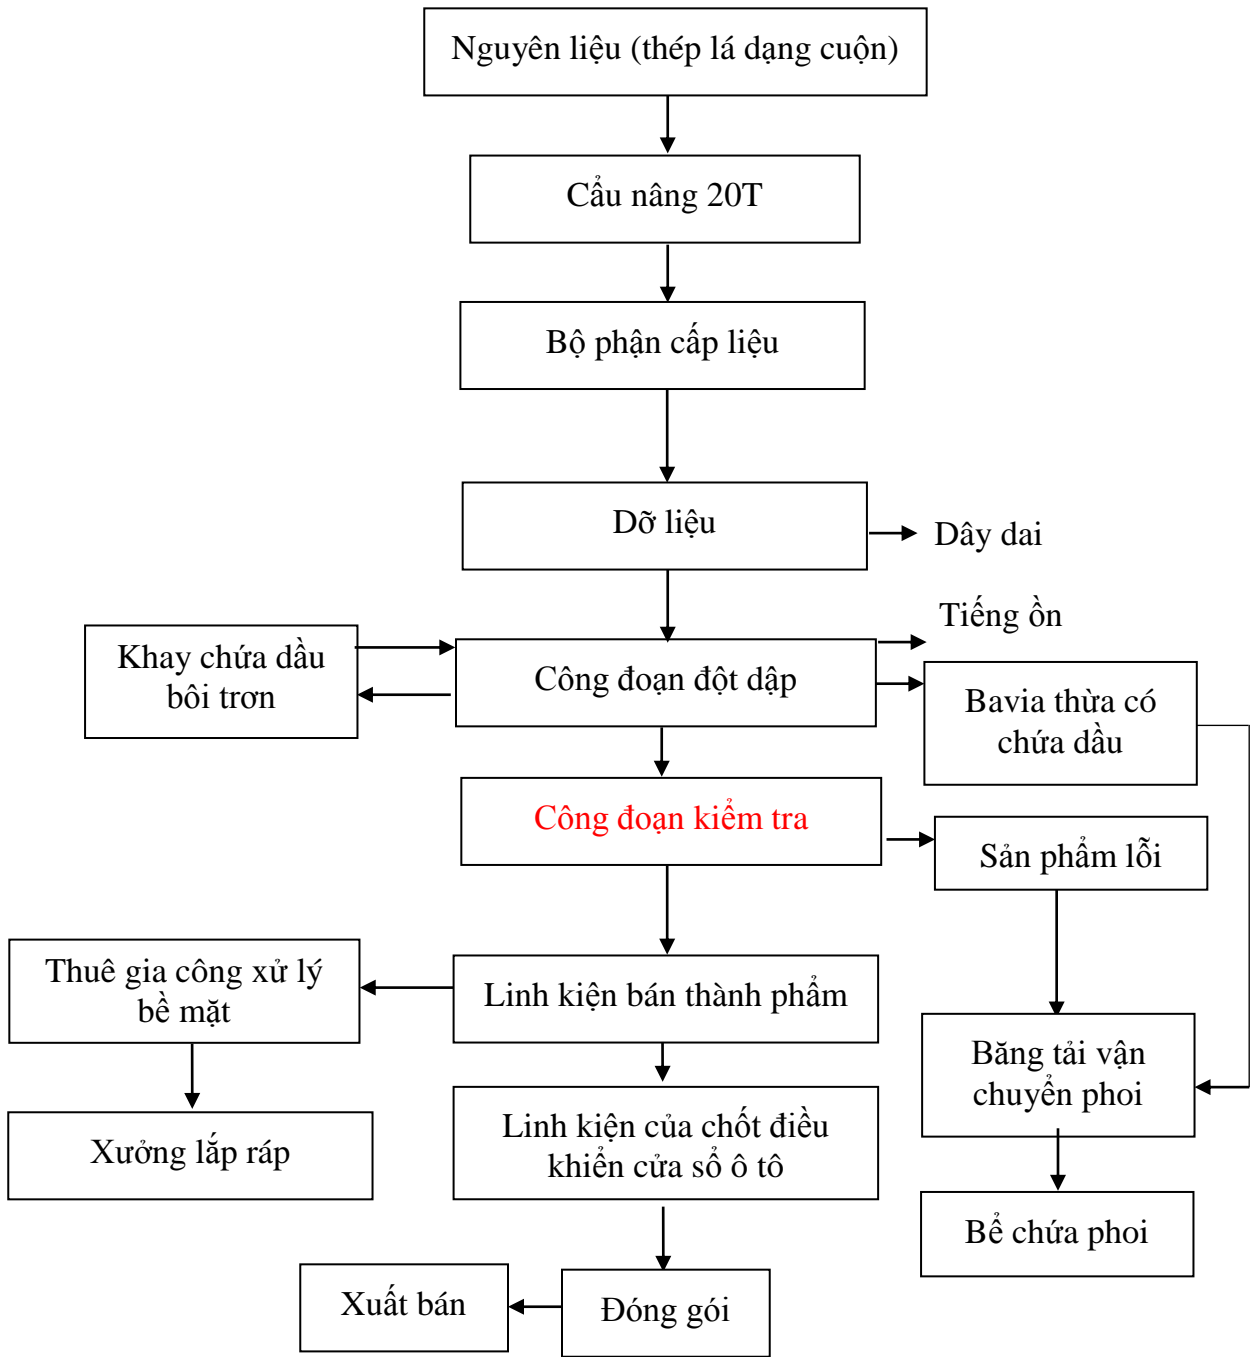 Nguyên liệu (thép lá dạng cuộn)
Cẩu nâng 20T
Bộ phận cấp liệu
Dỡ liệu
Dây dai
Tiếng ồn
Khay chứa dầu
bôi trơn
Công đoạn đột dập
Bavia thừa có
chứa dầu
Công đoạn kiểm tra
Sản phẩm lỗi
Thuê gia công xử lý
bề mặt
Linh kiện bán thành phẩm
Băng tải vận
chuyển phoi
Xưởng lắp ráp
Linh kiện của chốt điều
khiển cửa sổ ô tô
Bể chứa phoi
Xuất bán
Đóng gói